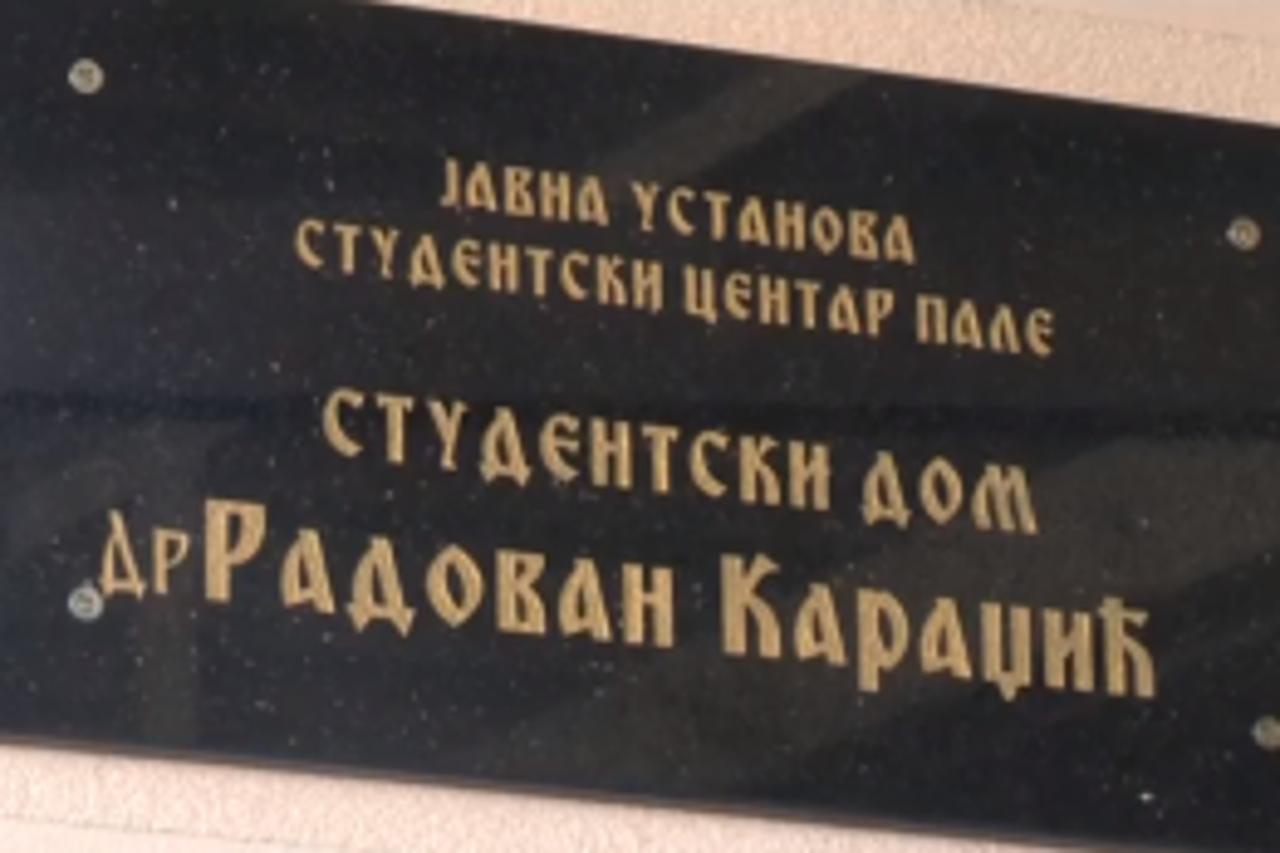 ЈАВНА УСТАНОВА
СТУДЕНТСКИ ЦЕНТАР ПАЛЕ
СТУДЕНТСКИ ДОМ
ДР РАДОВАН КАРАЏИЋ